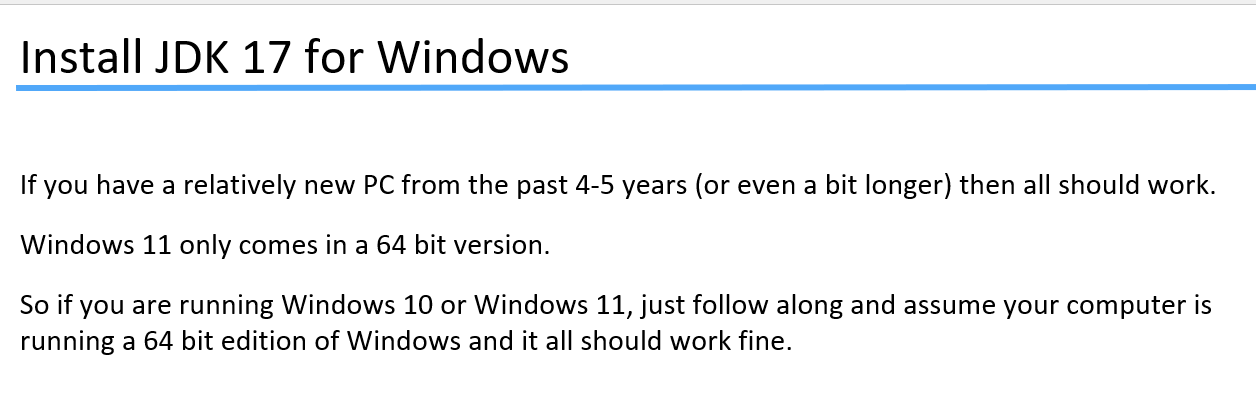 Install JDK 17 for Windows
If you have a relatively new PC from the past 4-5 years (or even a bit longer) then all should work.
Windows 11 only comes in a 64 bit version.
So if you are running Windows 10 or Windows 11, just follow along and assume your computer is
running a 64 bit edition of Windows and it all should work fine.